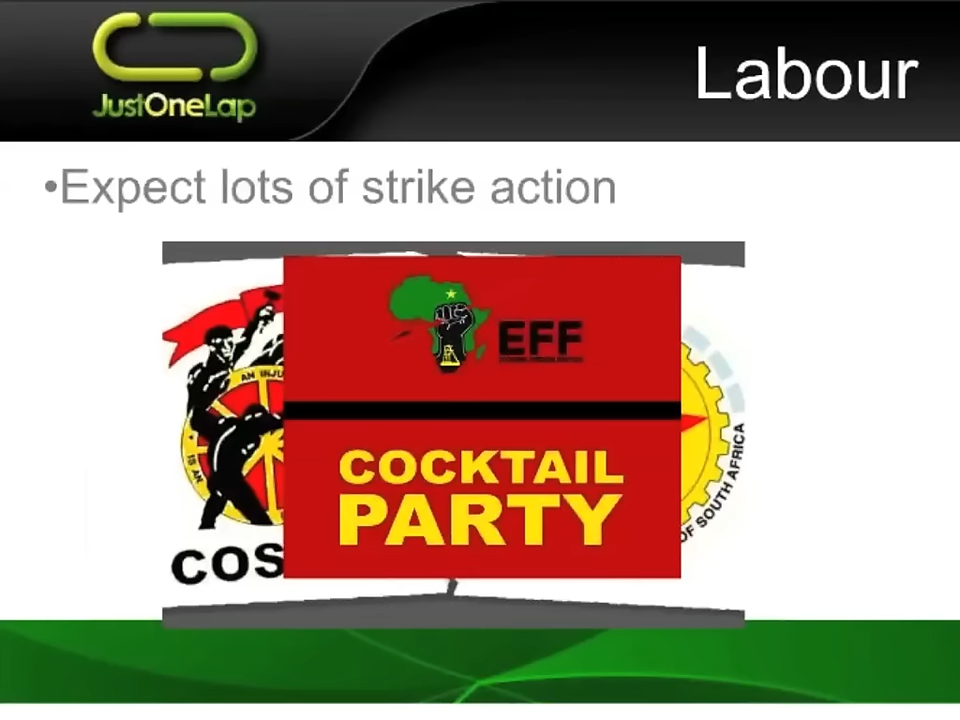 JustOneLap
Labour
•Expect lots of strike action
EFF
AN INJU
IS AN
COCKTAIL
PARTY
OF SOUTH AFRICA
COS